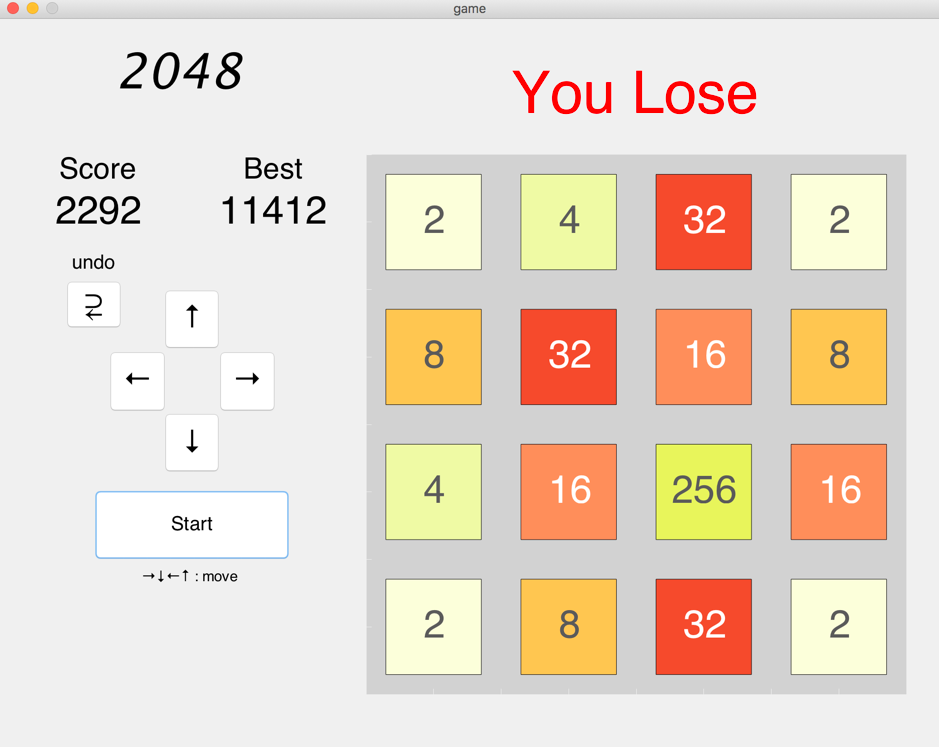 game
2048
You Lose
Score Best
2292 11412
undo
⇄
↑
← →
↓
Start
→↓←↑ : move
2 4 32 2
8 32 16 8
4 16 256 16
2 8 32 2